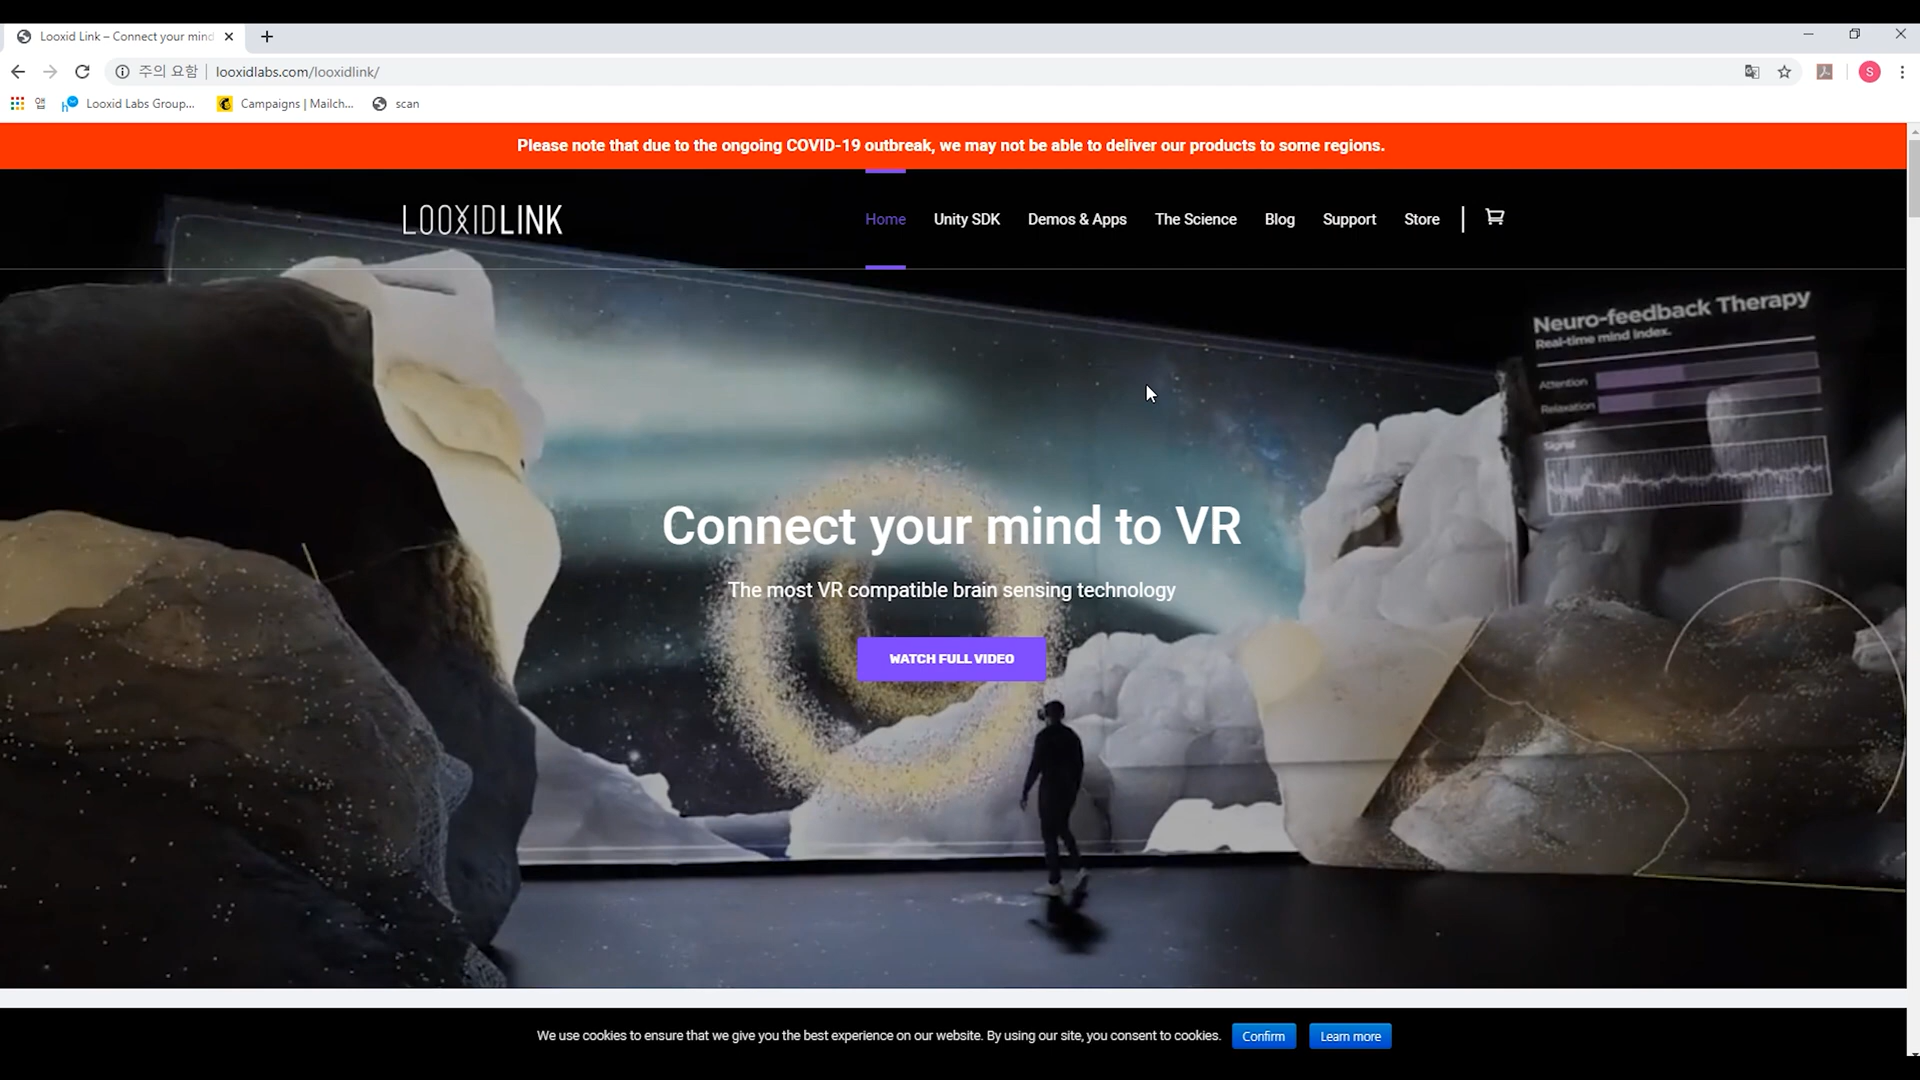 Looxid Link – Connect your mind
주의 요함
looxidlabs.com/looxidlink/
S
앱
Looxid Labs Group...
Campaigns | Mailch...
scan
Please note that due to the ongoing COVID-19 outbreak, we may not be able to deliver our products to some regions.
LOOXIDLINK
Home
Unity SDK
Demos & Apps
The Science
Blog
Support
Store
Neuro-feedback Therapy
Real-time mind index.
Attention
Relaxation
Signal
Connect your mind to VR
The most VR compatible brain sensing technology
WATCH FULL VIDEO
We use cookies to ensure that we give you the best experience on our website. By using our site, you consent to cookies.
Confirm
Learn more